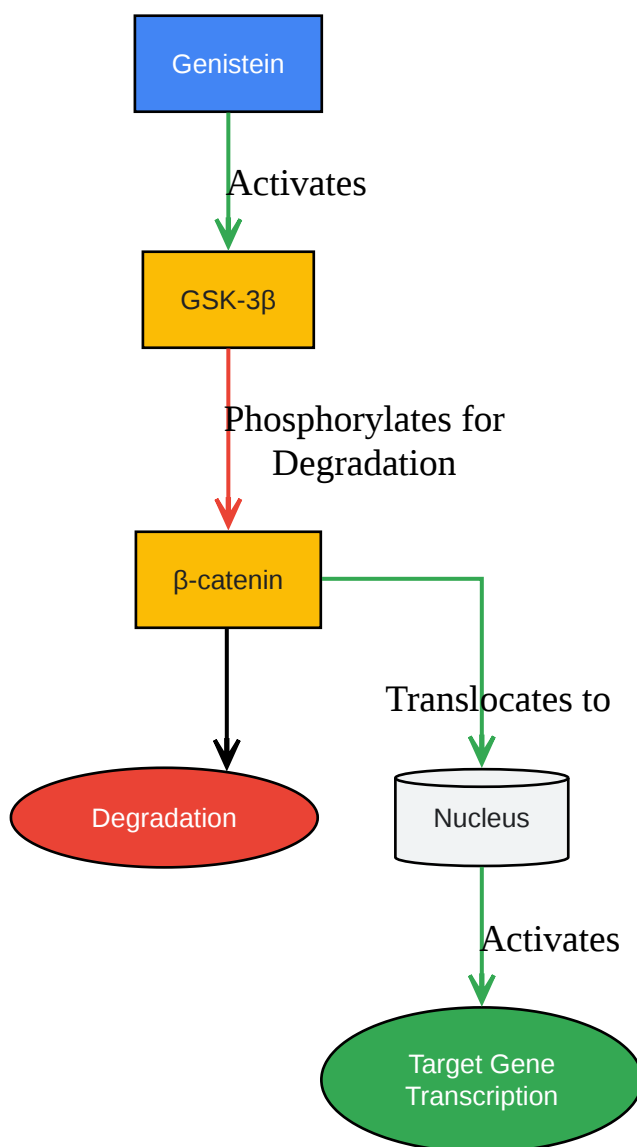 Genistein
Activates
GSK-3β
Phosphorylates for
Degradation
β-catenin
Translocates to
Degradation
Nucleus
Activates
Target Gene
Transcription